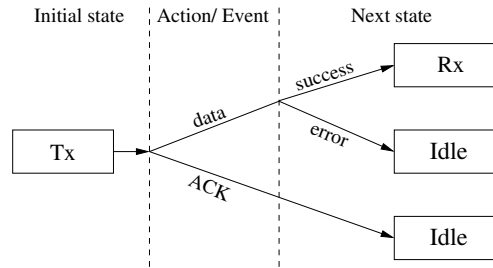 Initial state
Action/ Event
Next state
success
Rx
data
error
Tx
Idle
ACK
Idle